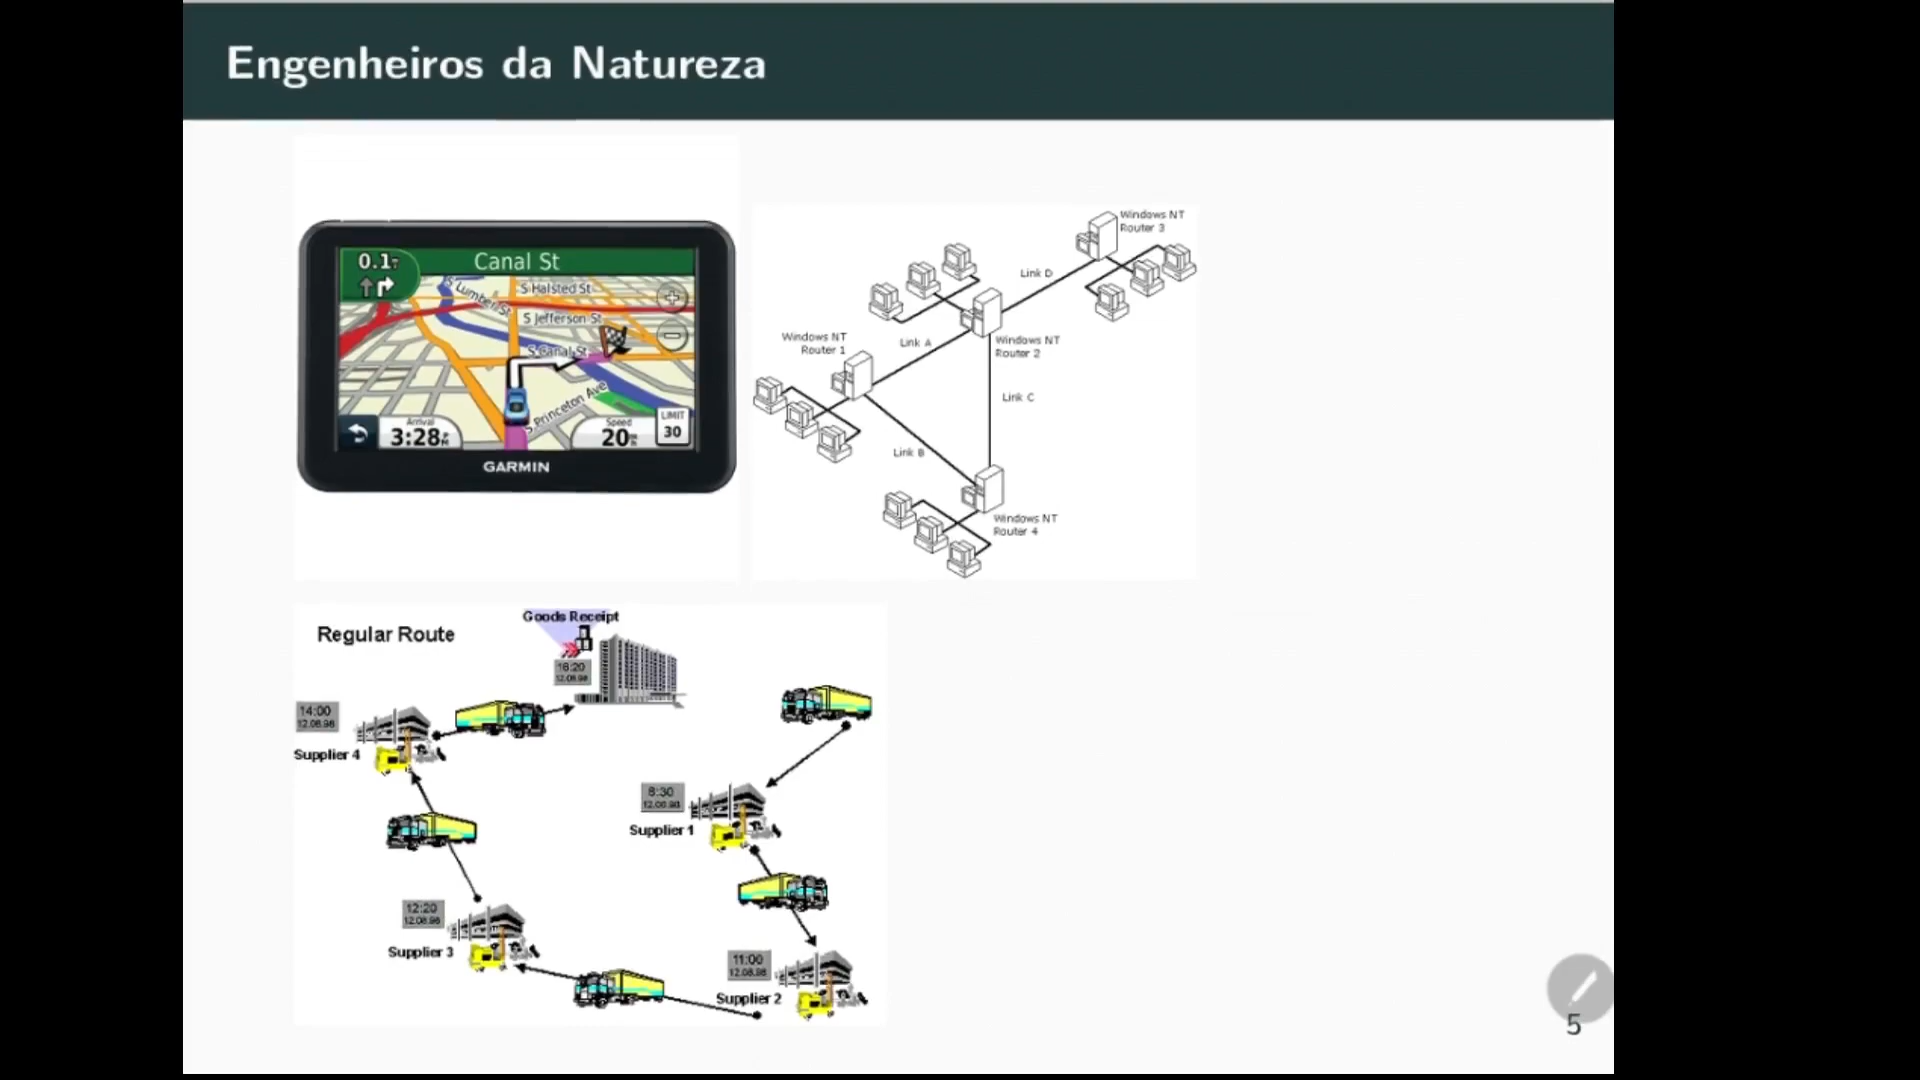 Engenheiros da Natureza
0.1
Canal St
S Lumber St
S Halsted St
S Jefferson St
S Canal St
S Princeton Ave
Arrival
3:28
Speed
20
LIMIT
30
GARMIN
Windows NT
Router 3
Link D
Windows NT
Router 1
Link A
Windows NT
Router 2
Link C
Link B
Windows NT
Router 4
Regular Route
Goods Receipt
16:20
12.08.98
14:00
12.08.98
Supplier 4
8:30
12.08.98
Supplier 1
12:20
12.08.98
Supplier 3
11:00
12.08.98
Supplier 2
5